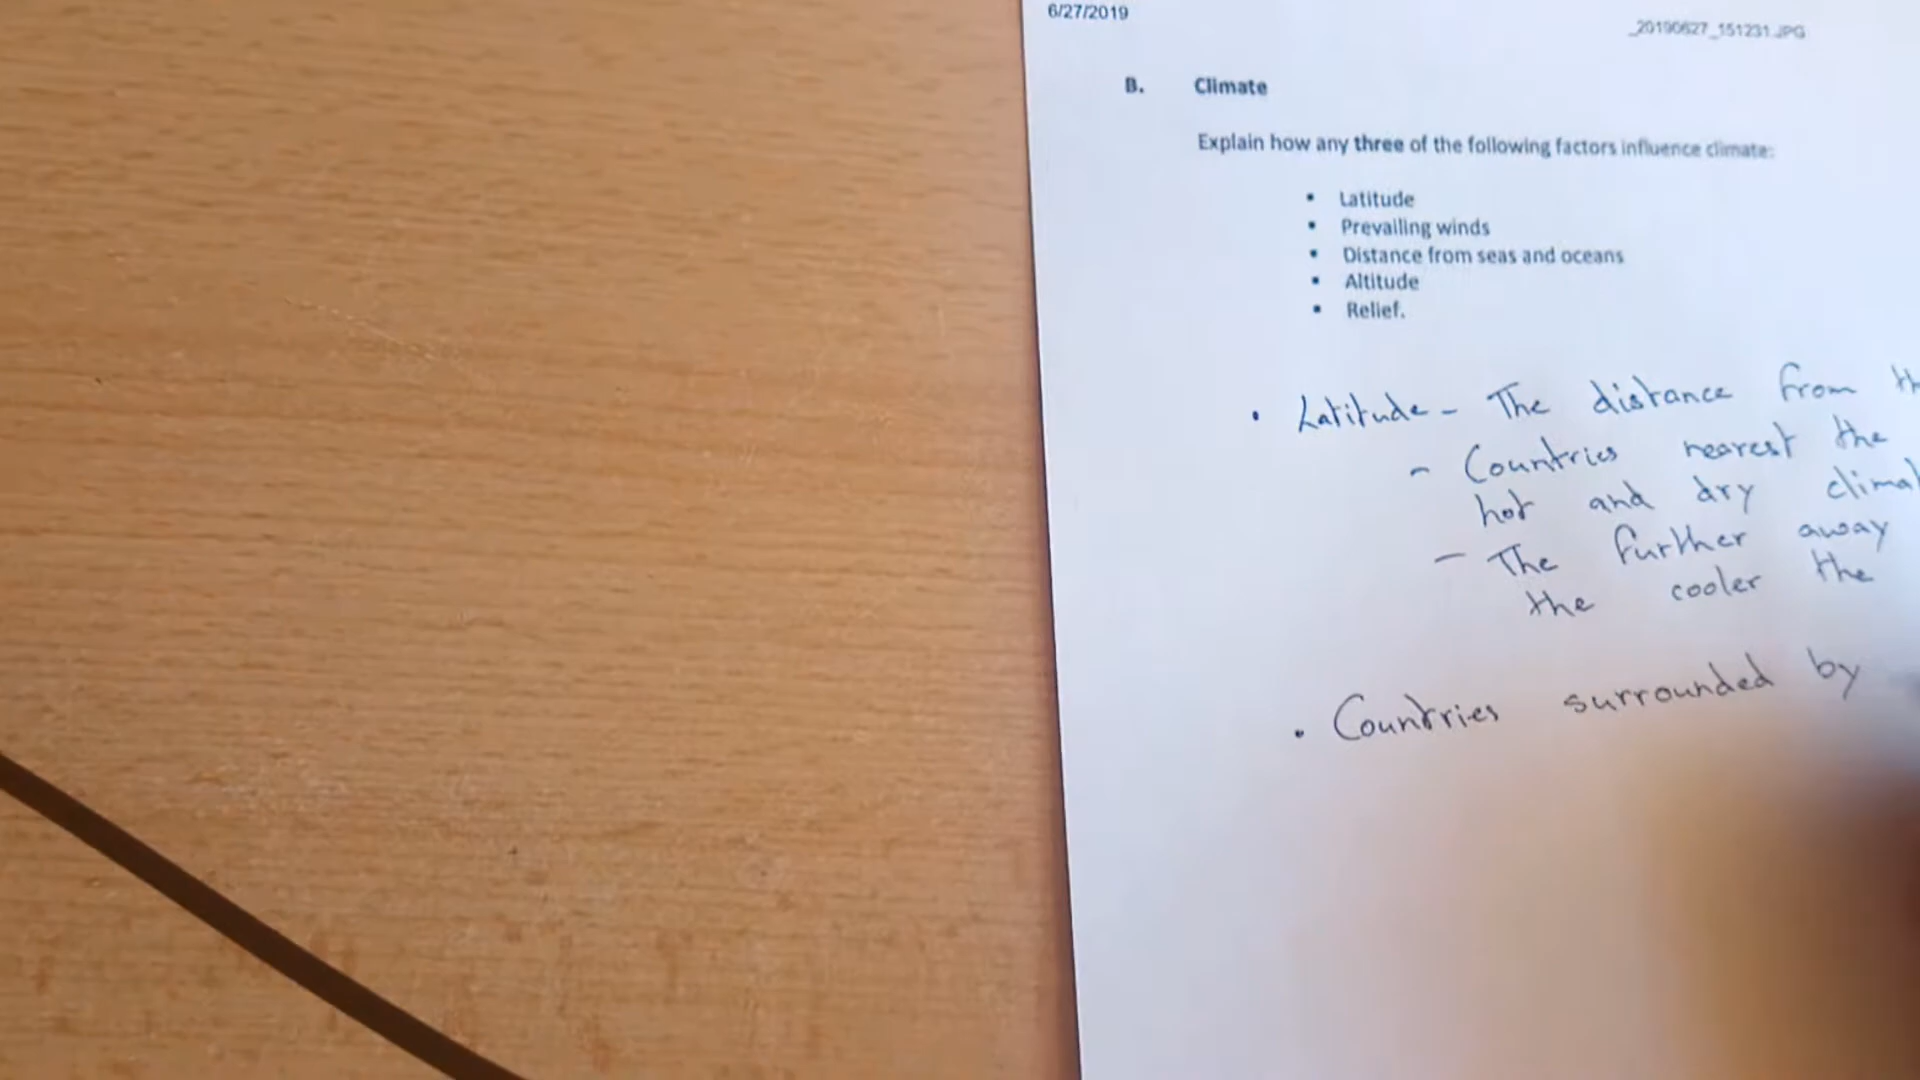 6/27/2019
_20190627_151231.JPG
B. Climate
Explain how any three of the following factors influence climate:
• Latitude
• Prevailing winds
• Distance from seas and oceans
• Altitude
• Relief.
• Latitude - The distance from
- Countries nearest the
hot and dry
- The further away
the cooler the
• Countries surrounded by